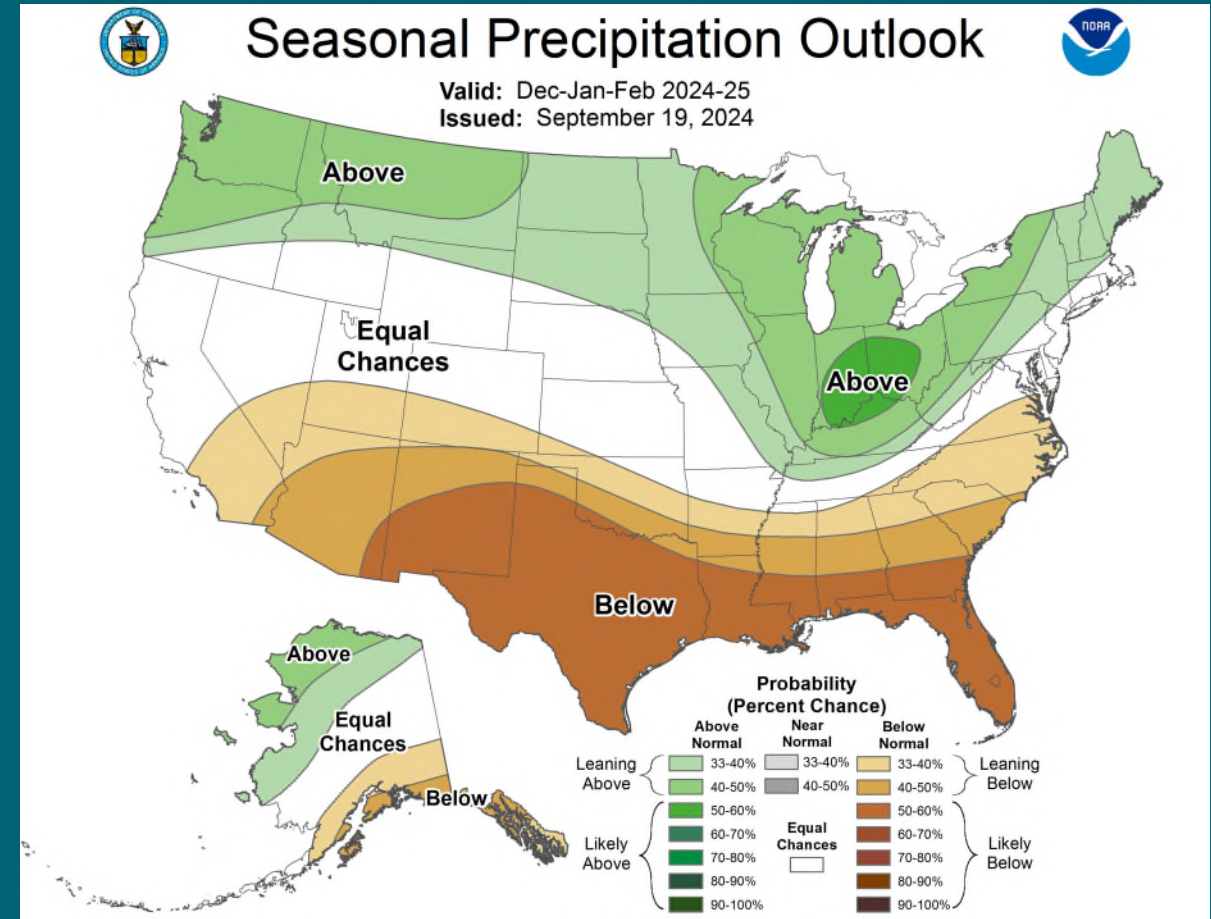 Seasonal Precipitation Outlook
NOAA
Valid: Dec-Jan-Feb 2024-25
Issued: September 19, 2024
Above
Equal
Chances
Above
Below
Above
Equal
Chances
Below
Probability
(Percent Chance)
Above
Normal
Near
Normal
Below
Normal
Leaning
Above
33-40%
40-50%
33-40%
40-50%
33-40%
40-50%
Leaning
Below
Likely
Above
50-60%
60-70%
70-80%
80-90%
90-100%
Equal
Chances
50-60%
60-70%
70-80%
80-90%
90-100%
Likely
Below